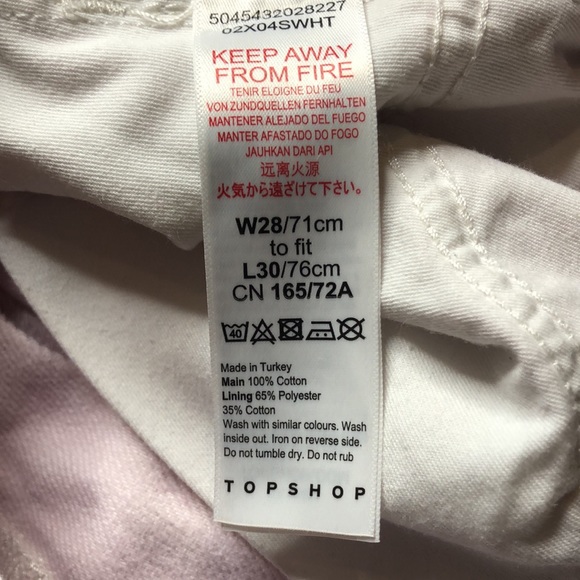 5045432028227
62X04SWHT
KEEP AWAY
FROM FIRE
TENIR ELOIGNE DU FEU
VON ZUNDQUELLEN FERNHALTEN
MANTENER ALEJADO DEL FUEGO
MANTER AFASTADO DO FOGO
JAUHKAN DARI API
远离火源
火気から遠ざけて下さい。
W28/71cm
to fit
L30/76cm
CN 165/72A
40
Made in Turkey
Main 100% Cotton
Lining 65% Polyester
35% Cotton
Wash with similar colours. Wash
inside out. Iron on reverse side.
Do not tumble dry. Do not rub
TOPSHOP